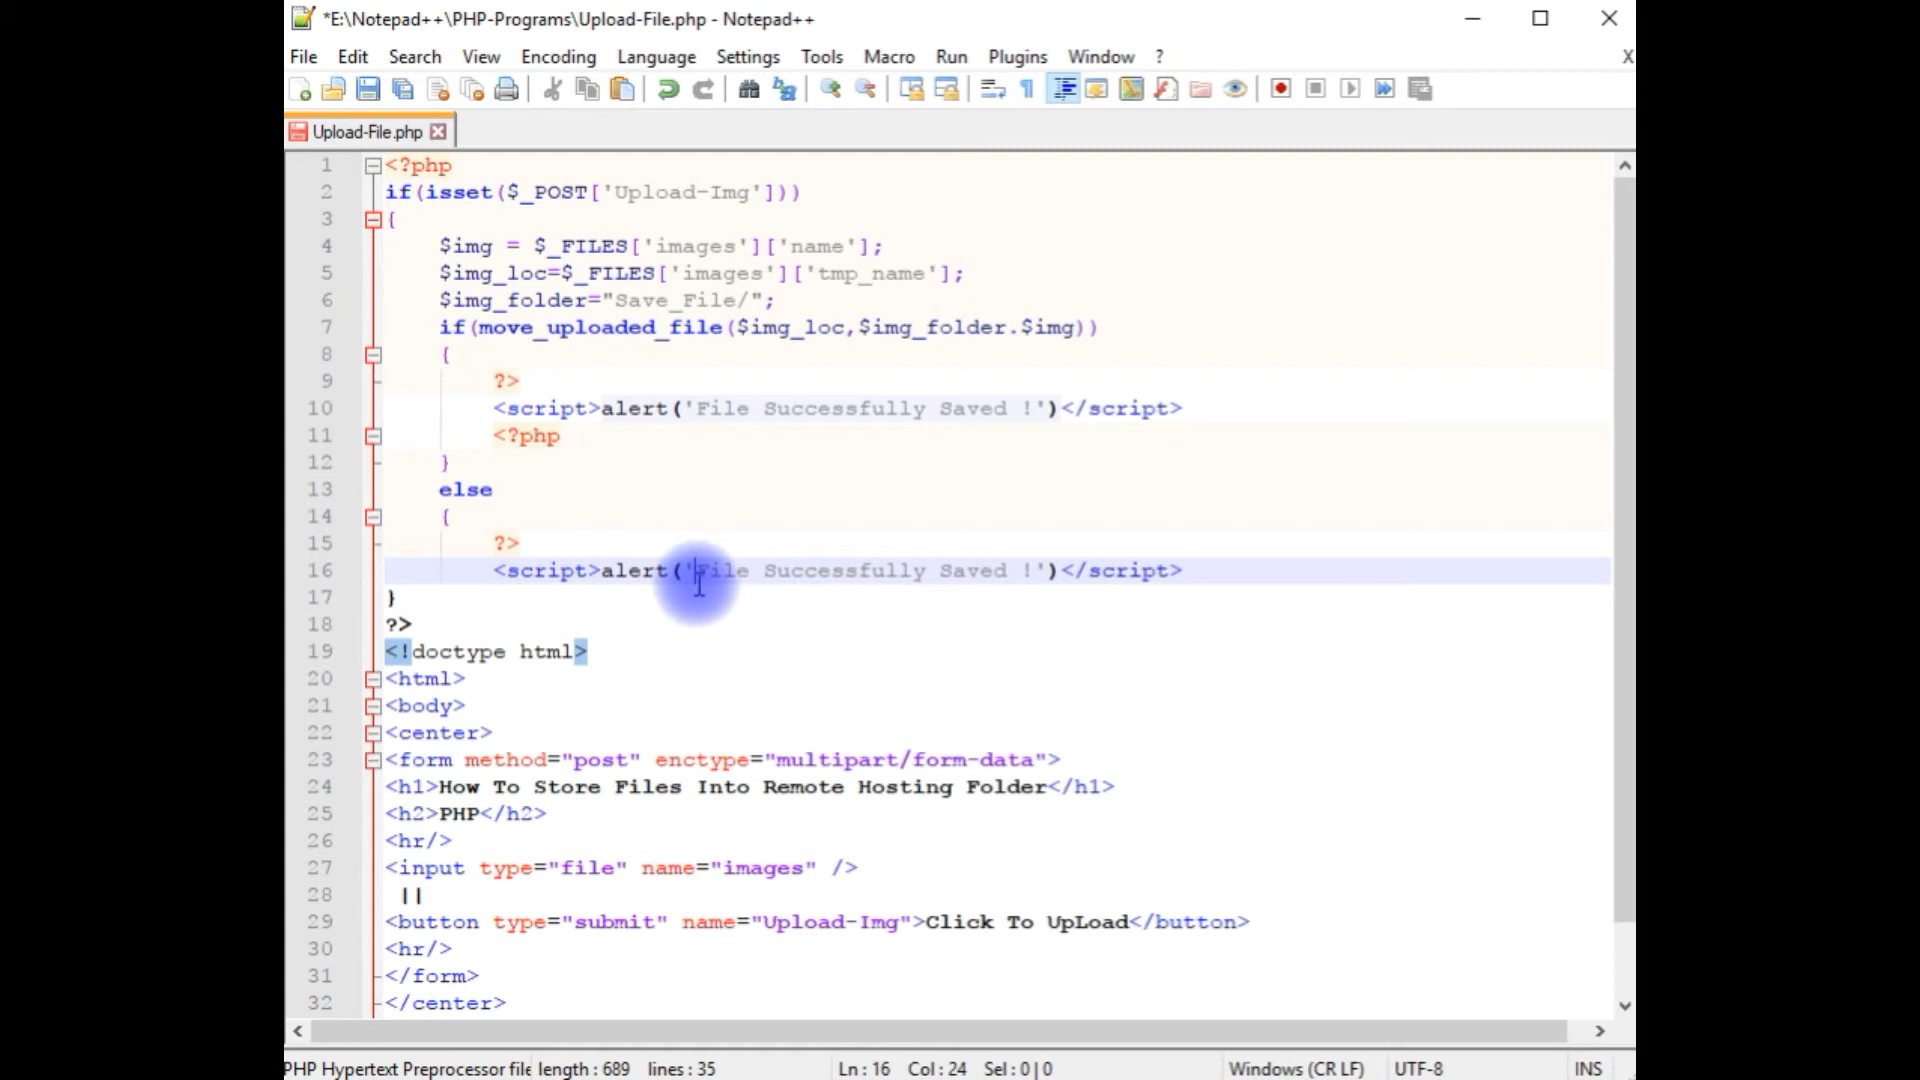 *E:\Notepad++\PHP-Programs\Upload-File.php - Notepad++
File Edit Search View Encoding Language Settings Tools Macro Run Plugins Window ? X
Upload-File.php
1 <?php
2 if(isset($_POST['Upload-Img']))
3 {
4 $img = $_FILES['images']['name'];
5 $img_loc=$_FILES['images']['tmp_name'];
6 $img_folder="Save_File/";
7 if(move_uploaded_file($img_loc,$img_folder.$img))
8 {
9 ?>
10 <script>alert('File Successfully Saved !')</script>
11 <?php
12 }
13 else
14 {
15 ?>
16 <script>alert('File Successfully Saved !')</script>
17 }
18 ?>
19 <!doctype html>
20 <html>
21 <body>
22 <center>
23 <form method="post" enctype="multipart/form-data">
24 <h1>How To Store Files Into Remote Hosting Folder</h1>
25 <h2>PHP</h2>
26 <hr/>
27 <input type="file" name="images" />
28 ||
29 <button type="submit" name="Upload-Img">Click To UpLoad</button>
30 <hr/>
31 </form>
32 </center>
PHP Hypertext Preprocessor file length : 689 lines : 35 Ln : 16 Col : 24 Sel : 0 | 0 Windows (CR LF) UTF-8 INS